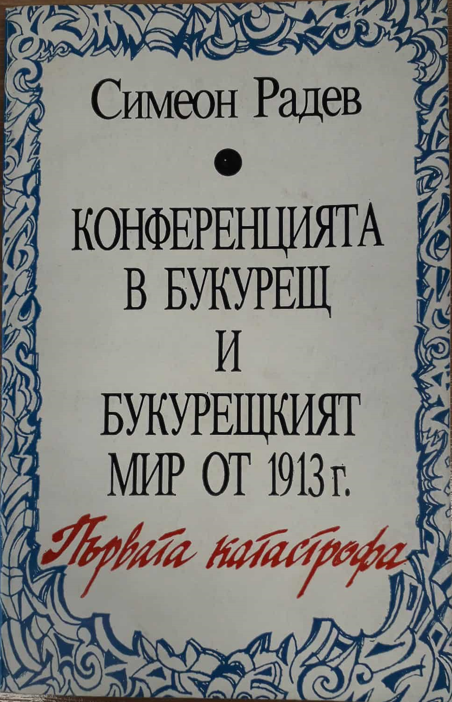 Симеон Радев
КОНФЕРЕНЦИЯТА
В БУКУРЕЩ
И
БУКУРЕЩКИЯТ
МИР ОТ 1913 г.
Първата катастрофа